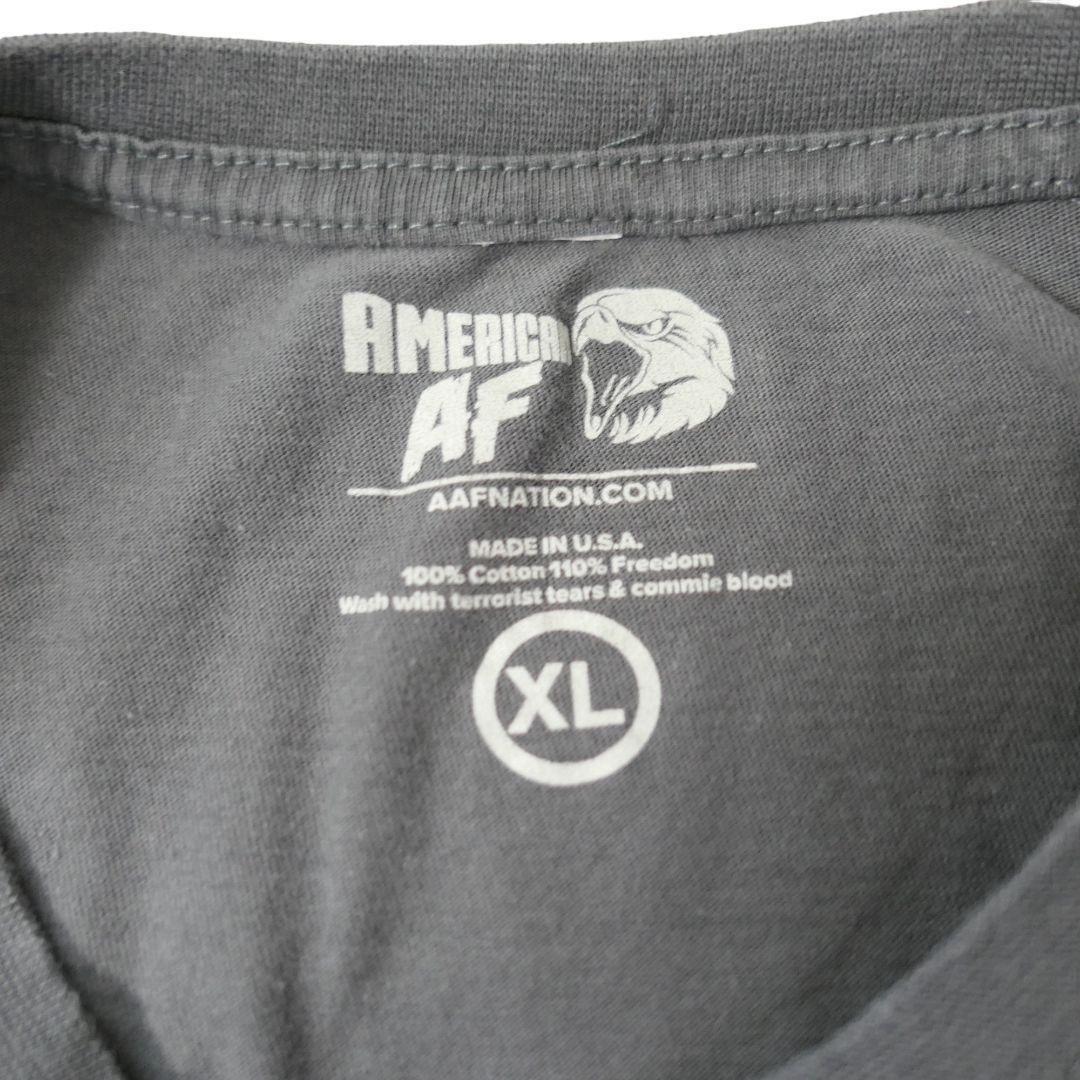 AMERICAN
AF
AAFNATION.COM
MADE IN U.S.A.
100% Cotton 110% Freedom
Wash with terrorist tears & commie blood
XL